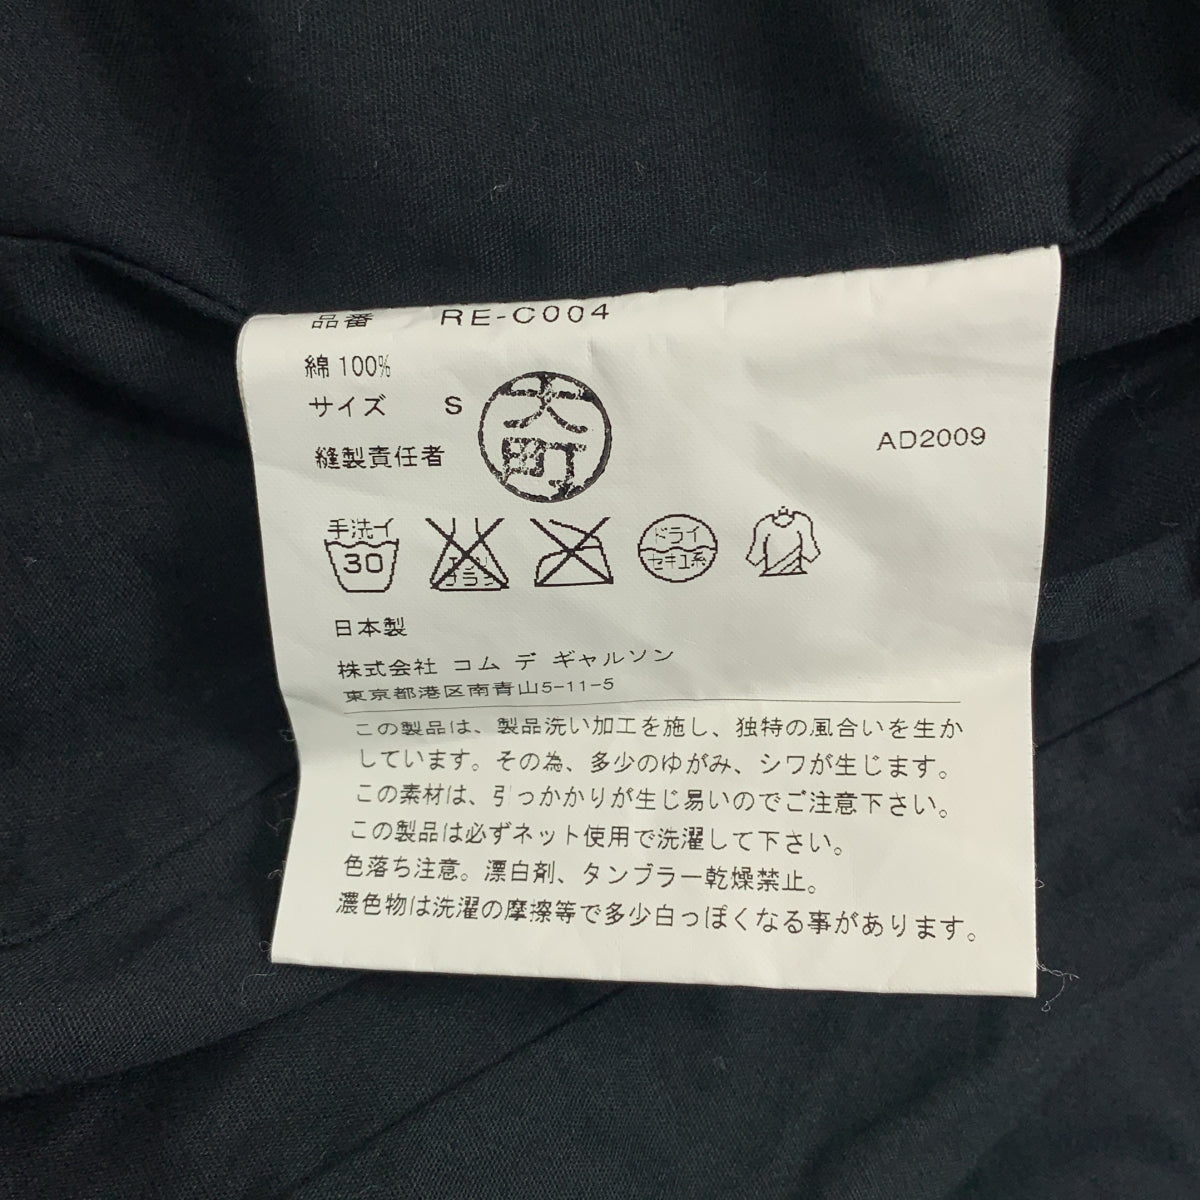 品番 RE-C004
綿 100%
サイズ S
大町
AD2009
縫製責任者
手洗イ
30
エンソ
サラシ
ドライ
セキユ系
日本製
株式会社 コム デ ギャルソン
東京都港区南青山5-11-5
この製品は、製品洗い加工を施し、独特の風合いを生か
しています。その為、多少のゆがみ、シワが生じます。
この素材は、引っかかりが生じ易いのでご注意下さい。
この製品は必ずネット使用で洗濯して下さい。
色落ち注意。漂白剤、タンブラー乾燥禁止。
濃色物は洗濯の摩擦等で多少白っぽくなる事があります。